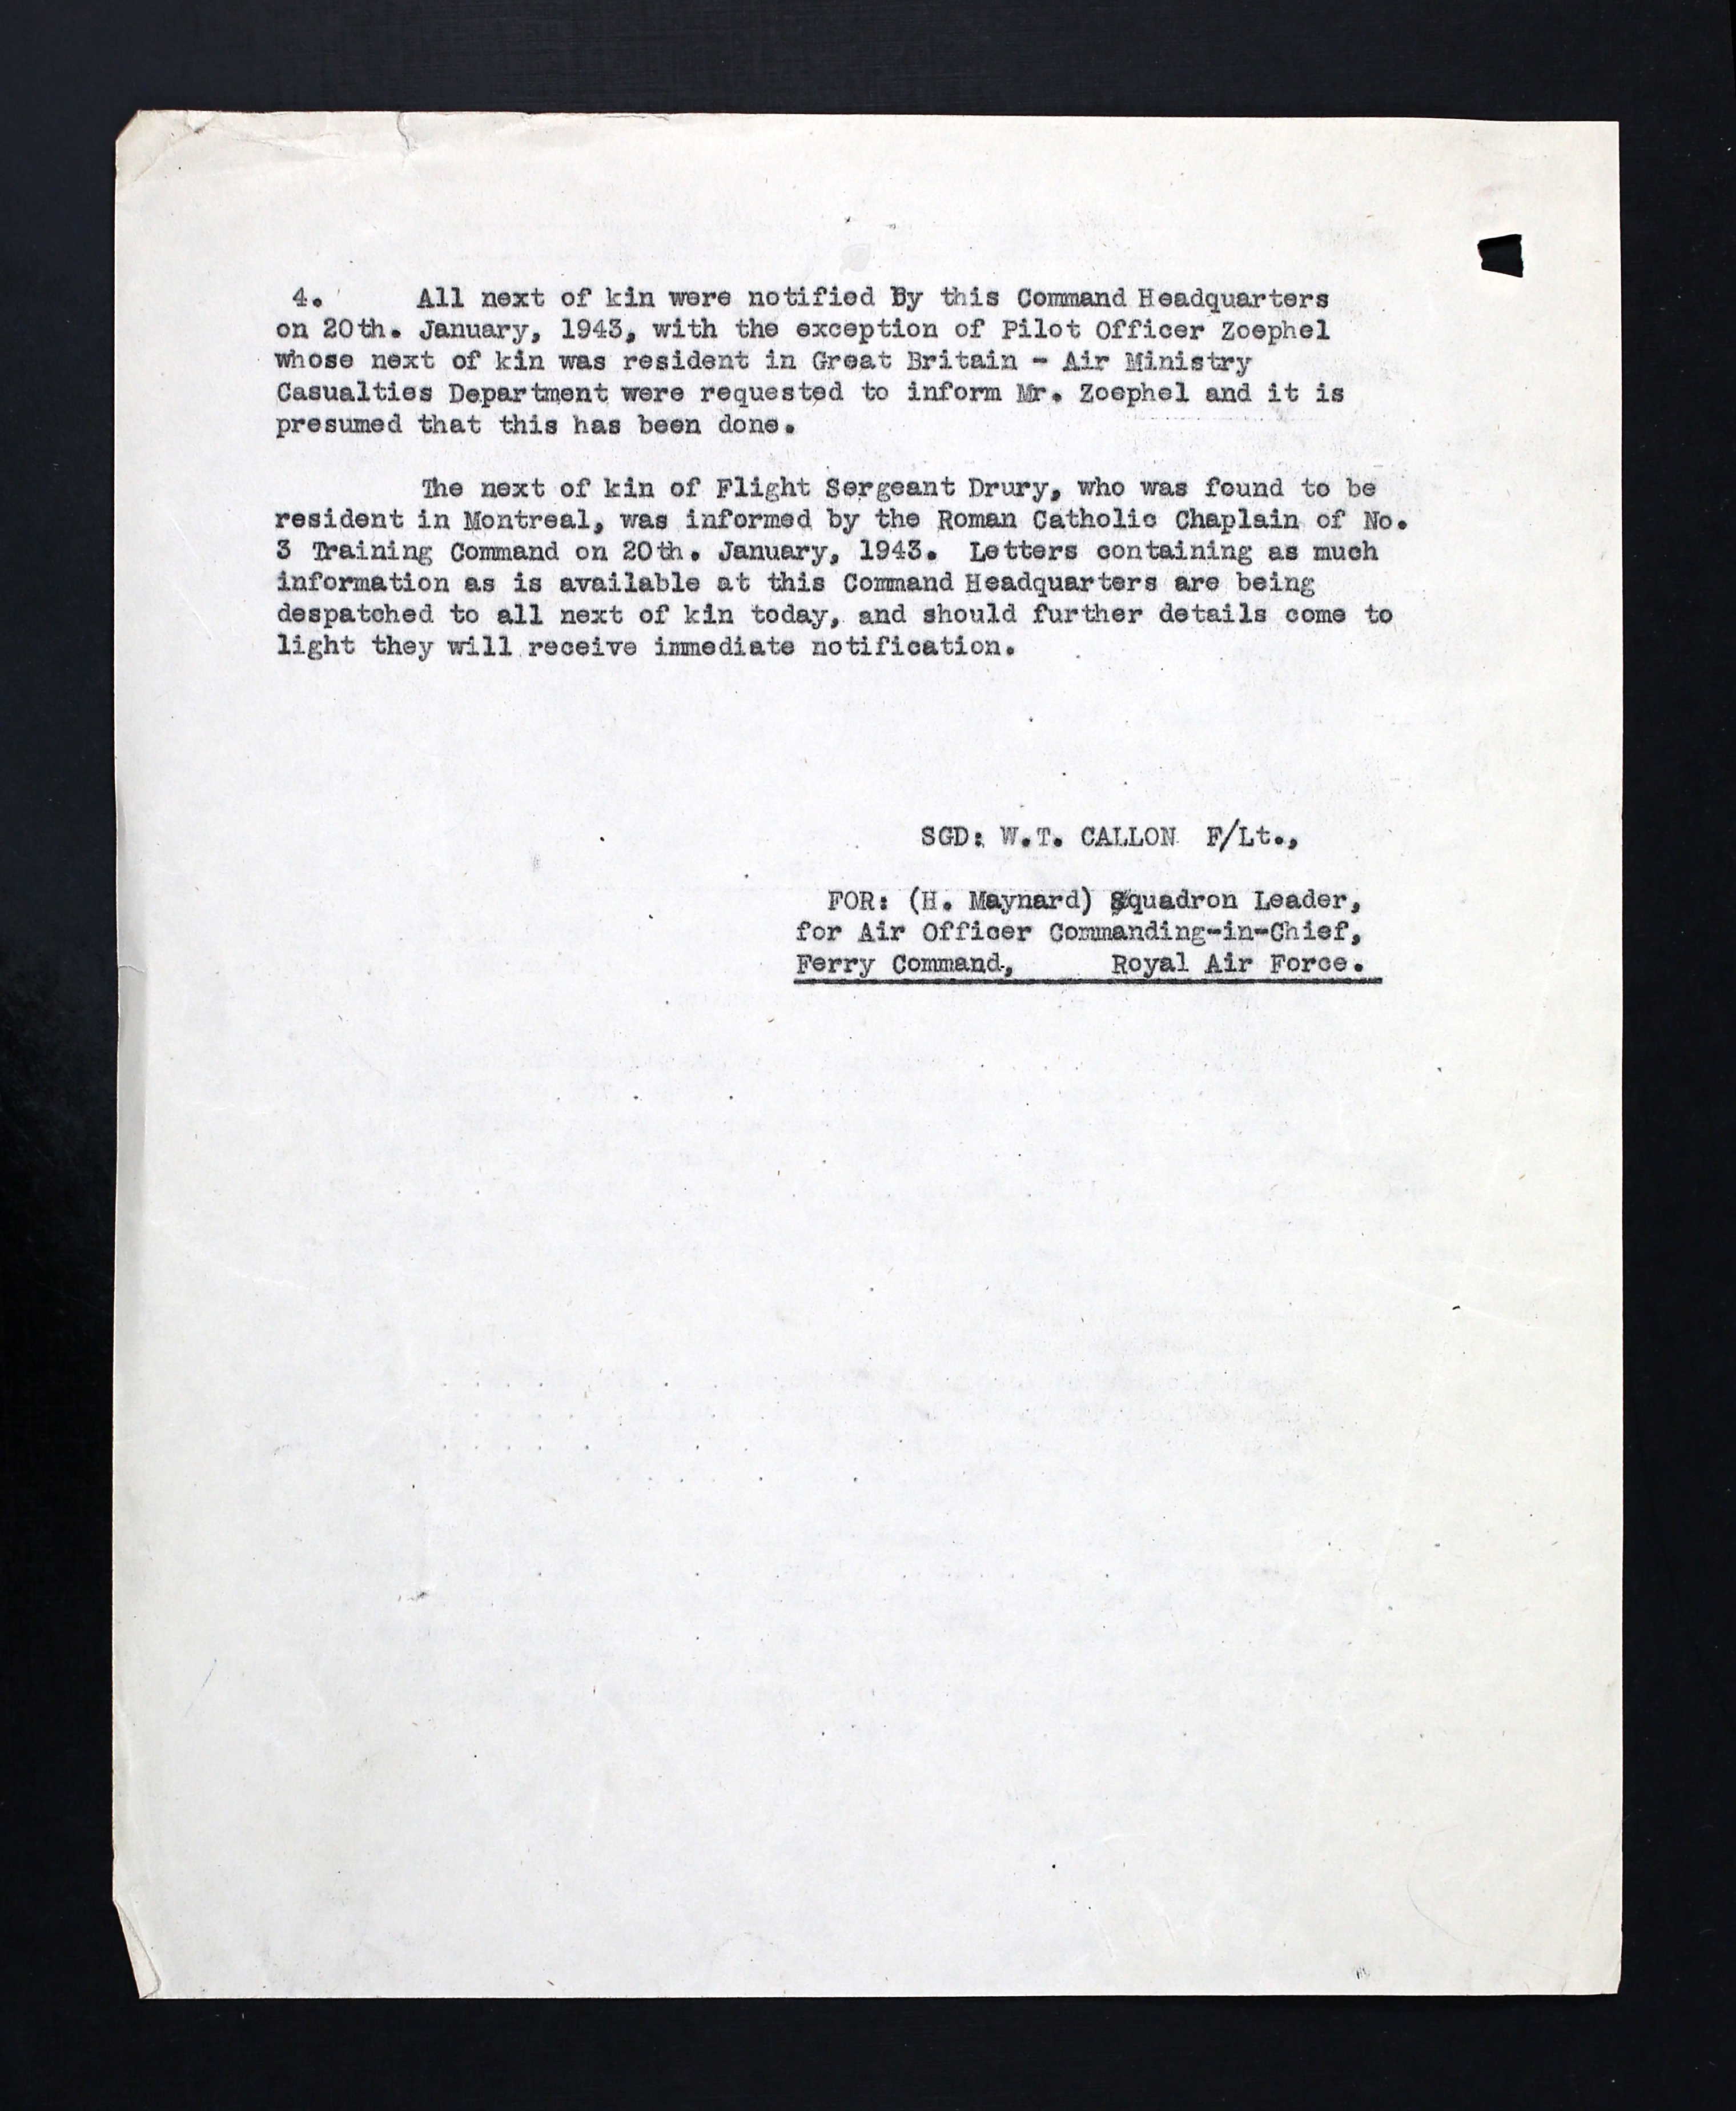 4. All next of kin were notified By this Command Headquarters
on 20th. January, 1943, with the exception of Pilot Officer Zoephel
whose next of kin was resident in Great Britain - Air Ministry
Casualties Department were requested to inform Mr. Zoephel and it is
presumed that this has been done.
The next of kin of Flight Sergeant Drury, who was found to be
resident in Montreal, was informed by the Roman Catholic Chaplain of No.
3 Training Command on 20th. January, 1943. Letters containing as much
information as is available at this Command Headquarters are being
despatched to all next of kin today, and should further details come to
light they will receive immediate notification.
SGD: W.T. CALLON F/Lt.,
FOR: (H. Maynard) Squadron Leader,
for Air Officer Commanding-in-Chief,
Ferry Command, Royal Air Force.